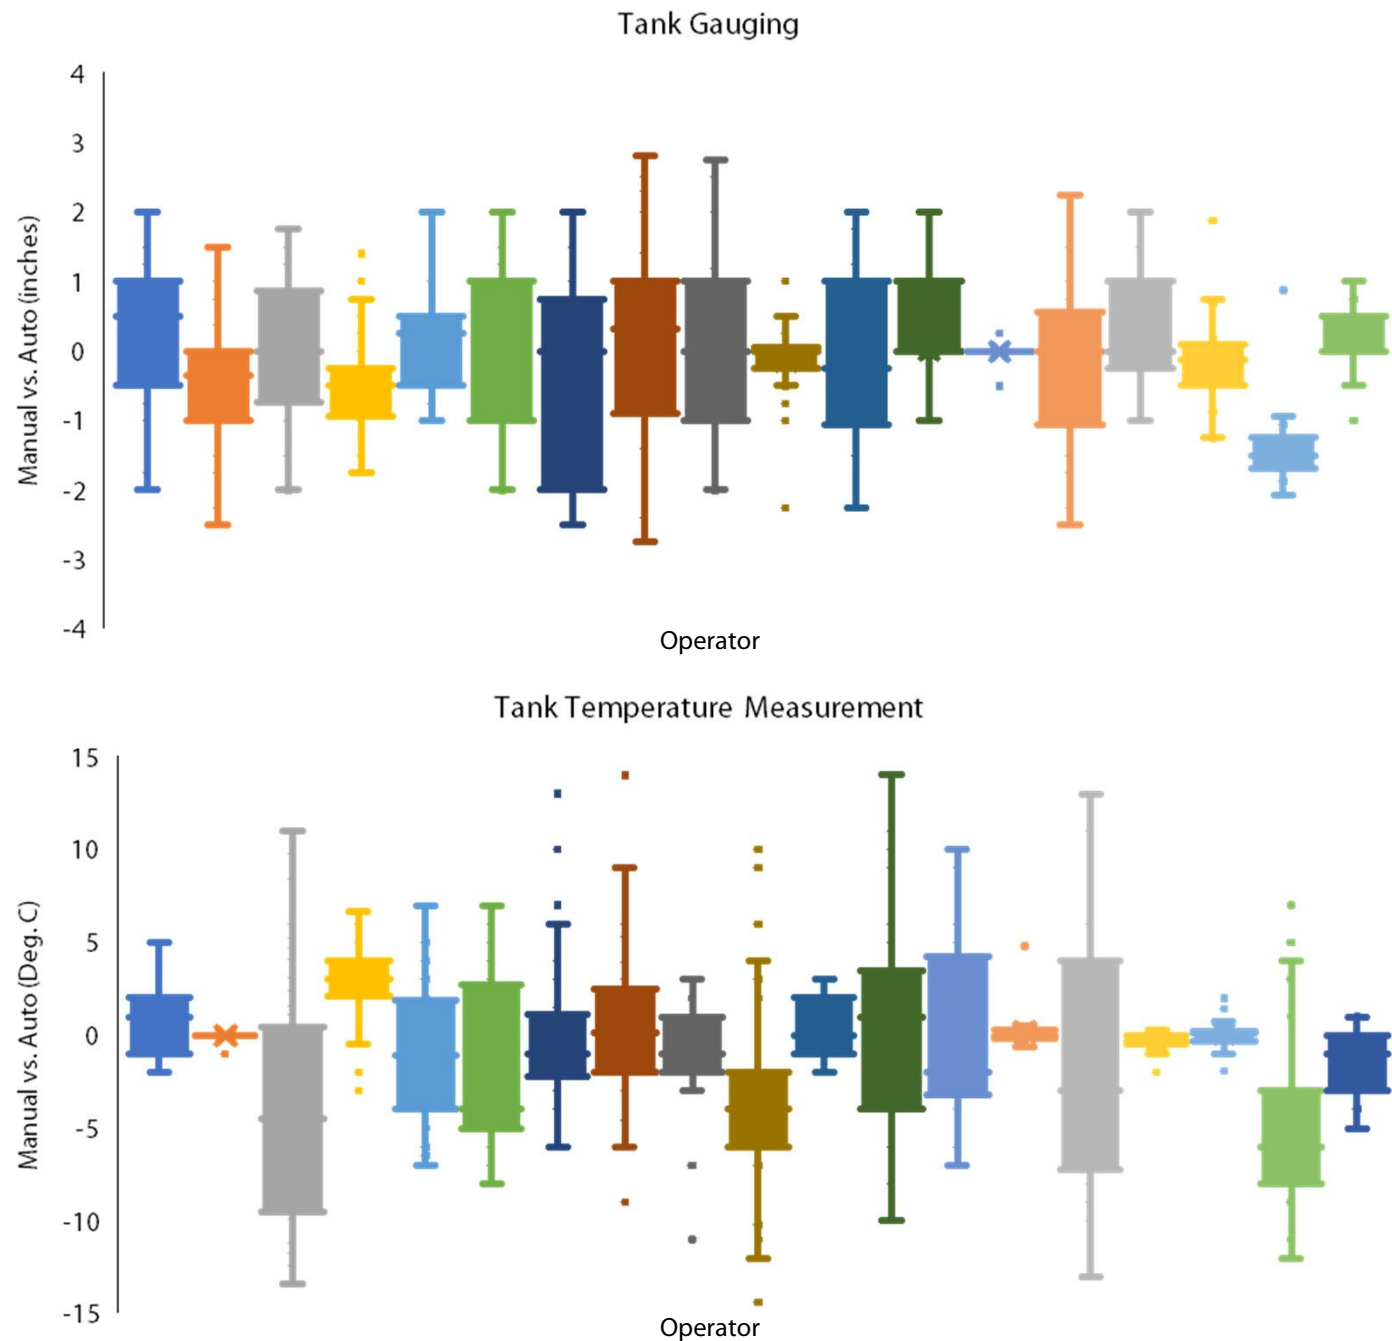 Tank Gauging
4
3
2
1
0
-1
-2
-3
-4
Manual vs. Auto (inches)
Operator
Tank Temperature Measurement
15
10
5
0
-5
-10
-15
Manual vs. Auto (Deg. C)
Operator